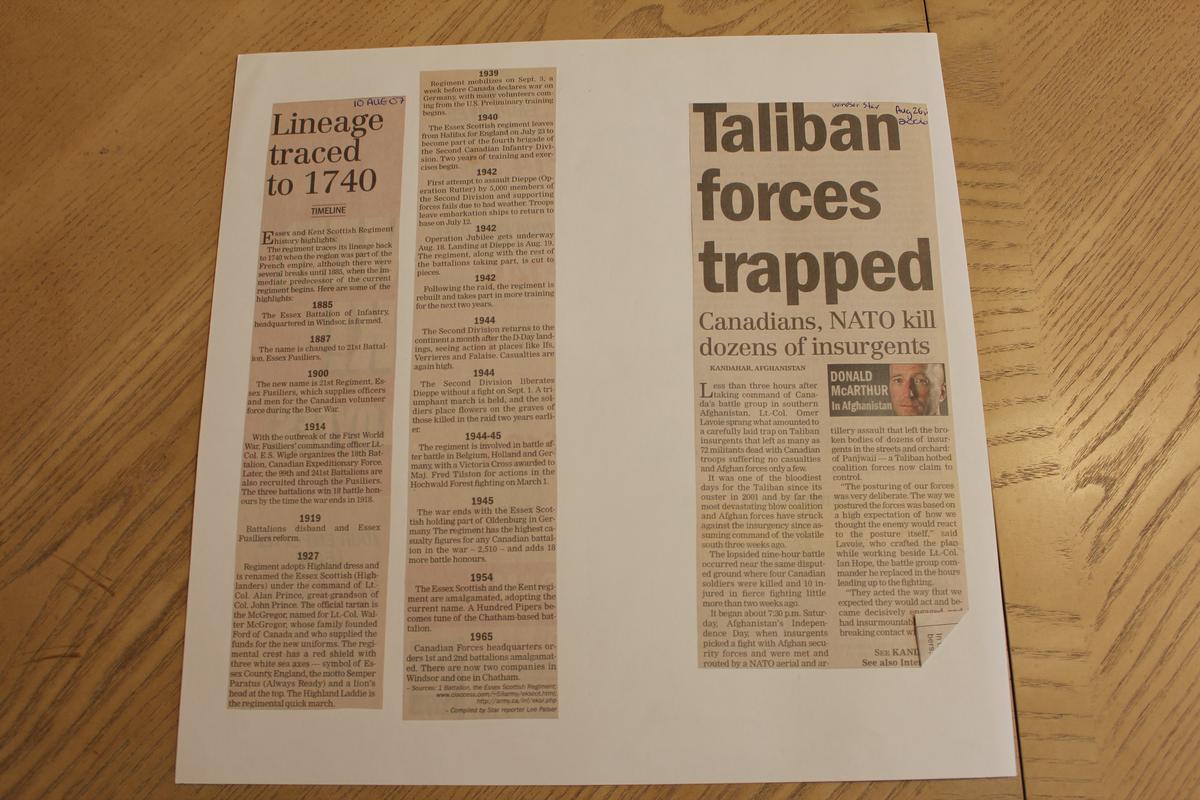 10 AUG 07
Lineage
traced
to 1740
TIMELINE
Essex and Kent Scottish Regiment
history highlights:
The regiment traces its lineage back
to 1740 when the region was part of the
French empire, although there were
several breaks until 1885, when the im-
mediate predecessor of the current
regiment begins. Here are some of the
highlights:
1885
The Essex Battalion of Infantry,
headquartered in Windsor, is formed.
1887
The name is changed to 21st Battal-
ion, Essex Fusiliers.
1900
The new name is 21st Regiment, Es-
sex Fusiliers, which supplies officers
and men for the Canadian volunteer
force during the Boer War.
1914
With the outbreak of the First World
War, Fusiliers' commanding officer Lt.-
Col. E.S. Wigle organizes the 18th Bat-
talion, Canadian Expeditionary Force.
Later, the 99th and 241st Battalions are
also recruited through the Fusiliers.
The three battalions win 18 battle hon-
ours by the time the war ends in 1918.
1919
Battalions disband and Essex
Fusiliers reform.
1927
Regiment adopts Highland dress and
is renamed the Essex Scottish (High-
landers) under the command of Lt.-
Col. Alan Prince, great-grandson of
Col. John Prince. The official tartan is
the McGregor, named for Lt.-Col. Wal-
ter McGregor, whose family founded
Ford of Canada and who supplied the
funds for the new uniforms. The regi-
mental crest has a red shield with
three white sea axes — symbol of Es-
sex County, England, the motto Semper
Paratus (Always Ready) and a lion's
head at the top. The Highland Laddie is
the regimental quick march.
1939
Regiment mobilizes on Sept. 3, a
week before Canada declares war on
Germany, with many volunteers com-
ing from the U.S. Preliminary training
begins.
1940
The Essex Scottish regiment leaves
from Halifax for England on July 23 to
become part of the fourth brigade of
the Second Canadian Infantry Divi-
sion. Two years of training and exer-
cises begin.
1942
First attempt to assault Dieppe (Op-
eration Rutter) by 5,000 members of
the Second Division and supporting
forces fails due to bad weather. Troops
leave embarkation ships to return to
base on July 12.
1942
Operation Jubilee gets underway
Aug. 18. Landing at Dieppe is Aug. 19.
The regiment, along with the rest of
the battalions taking part, is cut to
pieces.
1942
Following the raid, the regiment is
rebuilt and takes part in more training
for the next two years.
1944
The Second Division returns to the
continent a month after the D-Day land-
ings, seeing action at places like Ifs,
Verrieres and Falaise. Casualties are
again high.
1944
The Second Division liberates
Dieppe without a fight on Sept. 1. A tri-
umphant march is held, and the sol-
diers place flowers on the graves of
those killed in the raid two years earli-
er.
1944-45
The regiment is involved in battle af-
ter battle in Belgium, Holland and Ger-
many, with a Victoria Cross awarded to
Maj. Fred Tilston for actions in the
Hochwald Forest fighting on March 1.
1945
The war ends with the Essex Scot-
tish holding part of Oldenburg in Ger-
many. The regiment has the highest ca-
sualty figures for any Canadian battal-
ion in the war – 2,510 – and adds 18
more battle honours.
1954
The Essex Scottish and the Kent regi-
ment are amalgamated, adopting the
current name. A Hundred Pipers be-
comes tune of the Chatham-based bat-
talion.
1965
Canadian Forces headquarters or-
ders 1st and 2nd battalions amalgamat-
ed. There are now two companies in
Windsor and one in Chatham.
– Sources: 1 Battalion, the Essex Scottish Regiment;
– Compiled by Star reporter Lee Palser
windsor star
Aug 26,
Taliban
forces
trapped
Canadians, NATO kill
dozens of insurgents
KANDAHAR, AFGHANISTAN
Less than three hours after
taking command of Cana-
da's battle group in southern
Afghanistan, Lt.-Col. Omer
Lavoie sprang what amounted to
a carefully laid trap on Taliban
insurgents that left as many as
72 militants dead with Canadian
troops suffering no casualties
and Afghan forces only a few.
It was one of the bloodiest
days for the Taliban since its
ouster in 2001 and by far the
most devastating blow coalition
and Afghan forces have struck
against the insurgency since as-
suming command of the volatile
south three weeks ago.
The lopsided nine-hour battle
occurred near the same disput-
ed ground where four Canadian
soldiers were killed and 10 in-
jured in fierce fighting little
more than two weeks ago.
It began about 7:30 p.m. Satur-
day, Afghanistan's Indepen-
dence Day, when insurgents
picked a fight with Afghan secu-
rity forces and were met and
routed by a NATO aerial and ar-
DONALD
McARTHUR
In Afghanistan
tillery assault that left the bro-
ken bodies of dozens of insur-
gents in the streets and orchards
of Panjwaii — a Taliban hotbed
coalition forces now claim to
control.
"The posturing of our forces
was very deliberate. The way we
postured the forces was based on
a high expectation of how we
thought the enemy would react
to the posture itself," said
Lavoie, who crafted the plan
while working beside Lt.-Col.
Ian Hope, the battle group com-
mander he replaced in the hours
leading up to the fighting.
"They acted the way that we
expected they would act and be-
came decisively engaged and
had insurmountab
breaking contact w
SEE KAND
See also Inter